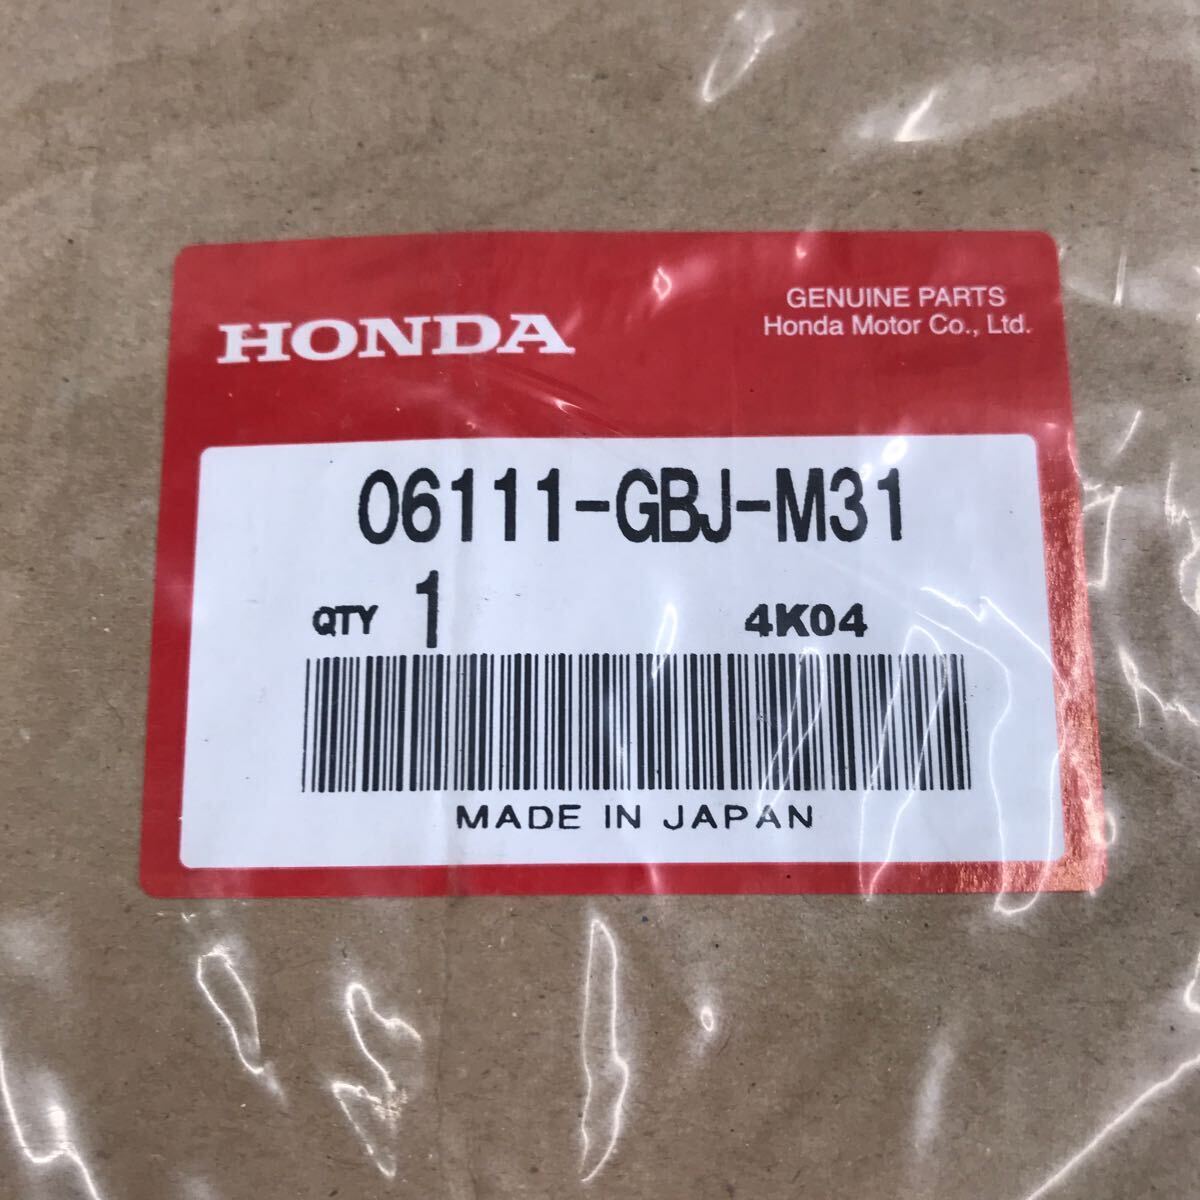 HONDA
GENUINE PARTS
Honda Motor Co., Ltd.
06111-GBJ-M31
QTY 1 4K04
MADE IN JAPAN